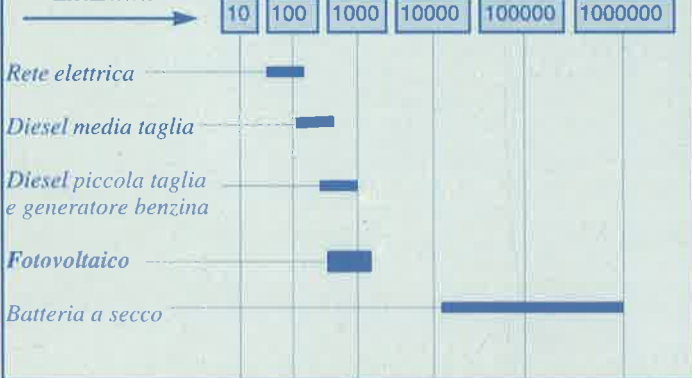 10 100 1000 10000 100000 1000000
Rete elettrica
Diesel media taglia
Diesel piccola taglia
e generatore benzina
Fotovoltaico
Batteria a secco